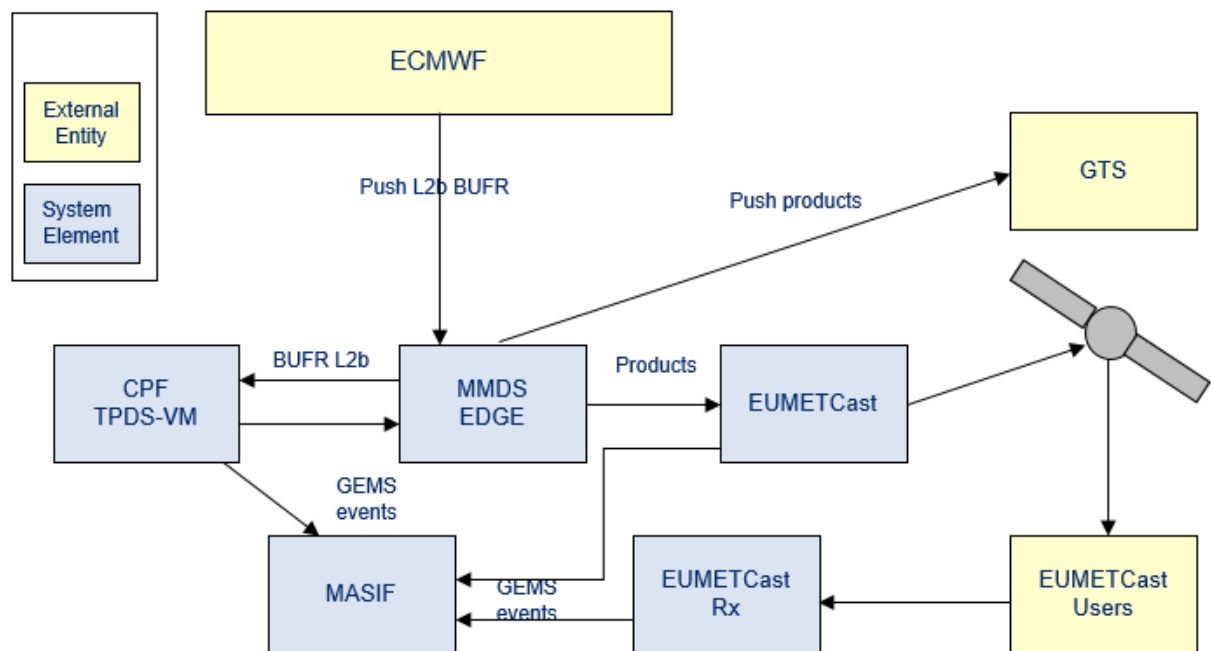 ECMWF
External
Entity
System
Element
Push L2b BUFR
Push products
GTS
BUFR L2b
Products
CPF
TPDS-VM
MMDS
EDGE
EUMETCast
GEMS
events
MASIF
GEMS
events
EUMETCast
Rx
EUMETCast
Users